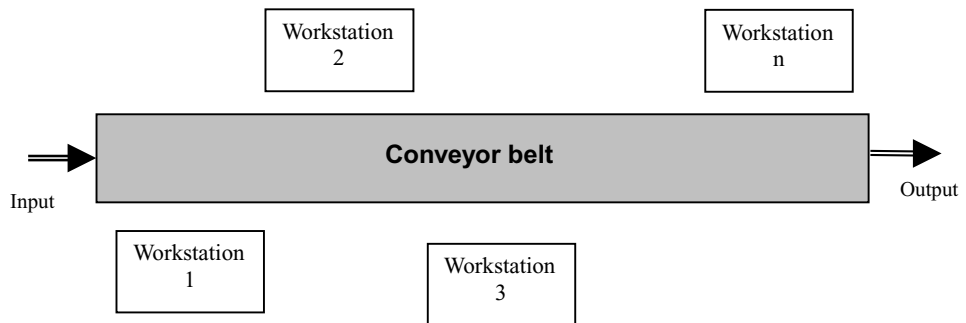 Workstation
2
Workstation
n
Conveyor belt
Input
Output
Workstation
1
Workstation
3